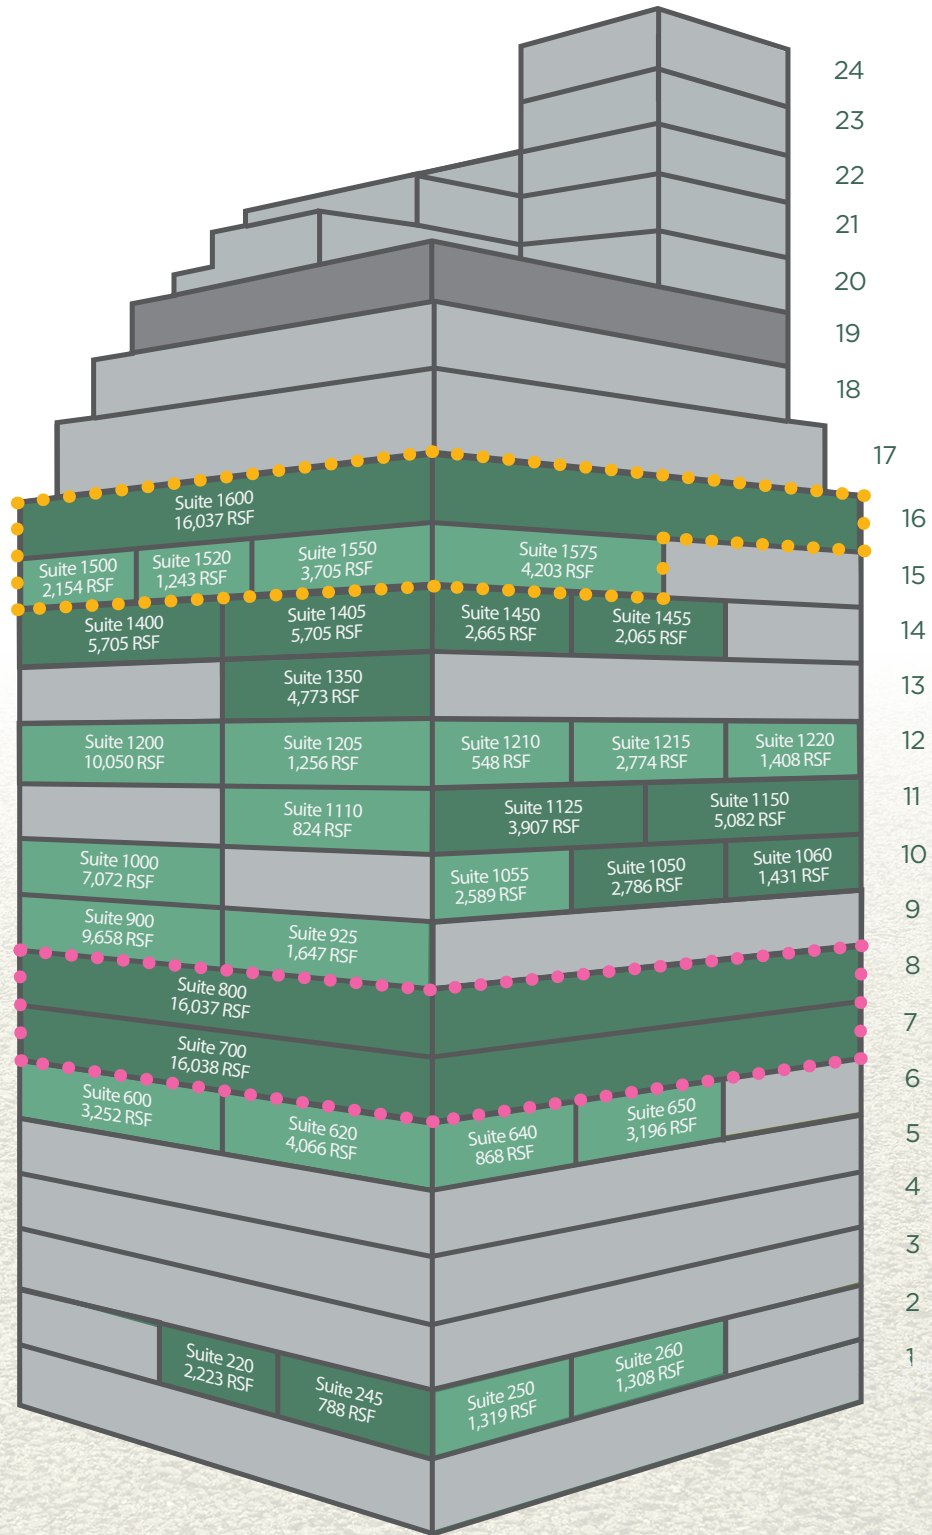 24
23
22
21
20
19
18
17
Suite 1600
16,037 RSF
16
Suite 1500
2,154 RSF
Suite 1520
1,243 RSF
Suite 1550
3,705 RSF
Suite 1575
4,203 RSF
15
Suite 1400
5,705 RSF
Suite 1405
5,705 RSF
Suite 1450
2,665 RSF
Suite 1455
2,065 RSF
14
Suite 1350
4,773 RSF
13
Suite 1200
10,050 RSF
Suite 1205
1,256 RSF
Suite 1210
548 RSF
Suite 1215
2,774 RSF
Suite 1220
1,408 RSF
12
Suite 1110
824 RSF
Suite 1125
3,907 RSF
Suite 1150
5,082 RSF
11
Suite 1000
7,072 RSF
Suite 1055
2,589 RSF
Suite 1050
2,786 RSF
Suite 1060
1,431 RSF
10
Suite 900
9,658 RSF
Suite 925
1,647 RSF
9
Suite 800
16,037 RSF
8
Suite 700
16,038 RSF
7
Suite 600
3,252 RSF
Suite 620
4,066 RSF
Suite 640
868 RSF
Suite 650
3,196 RSF
6
5
4
3
2
Suite 220
2,223 RSF
Suite 245
788 RSF
Suite 250
1,319 RSF
Suite 260
1,308 RSF
1